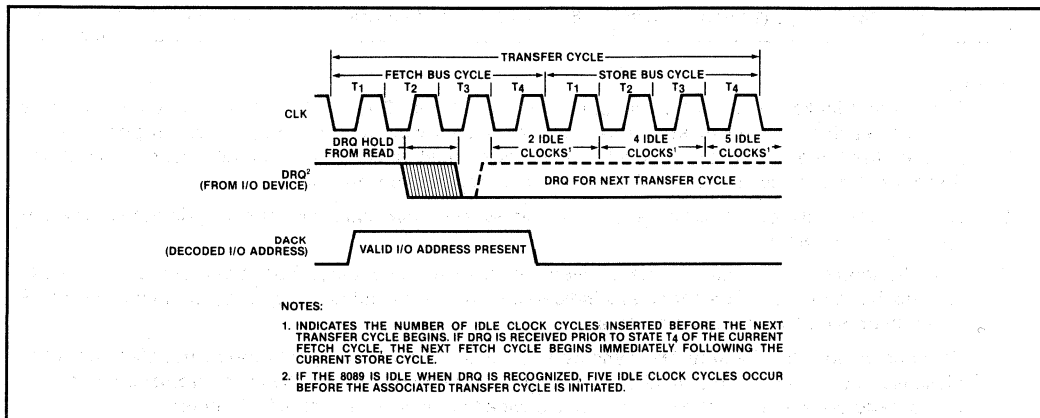 TRANSFER CYCLE
FETCH BUS CYCLE STORE BUS CYCLE
T1 T2 T3 T4 T1 T2 T3 T4
CLK
DRQ HOLD FROM READ
2 IDLE CLOCKS¹
4 IDLE CLOCKS¹
5 IDLE CLOCKS¹
DRQ²
(FROM I/O DEVICE)
DRQ FOR NEXT TRANSFER CYCLE
DACK
(DECODED I/O ADDRESS)
VALID I/O ADDRESS PRESENT
NOTES:
1. INDICATES THE NUMBER OF IDLE CLOCK CYCLES INSERTED BEFORE THE NEXT
TRANSFER CYCLE BEGINS. IF DRQ IS RECEIVED PRIOR TO STATE T4 OF THE CURRENT
FETCH CYCLE, THE NEXT FETCH CYCLE BEGINS IMMEDIATELY FOLLOWING THE
CURRENT STORE CYCLE.
2. IF THE 8089 IS IDLE WHEN DRQ IS RECOGNIZED, FIVE IDLE CLOCK CYCLES OCCUR
BEFORE THE ASSOCIATED TRANSFER CYCLE IS INITIATED.